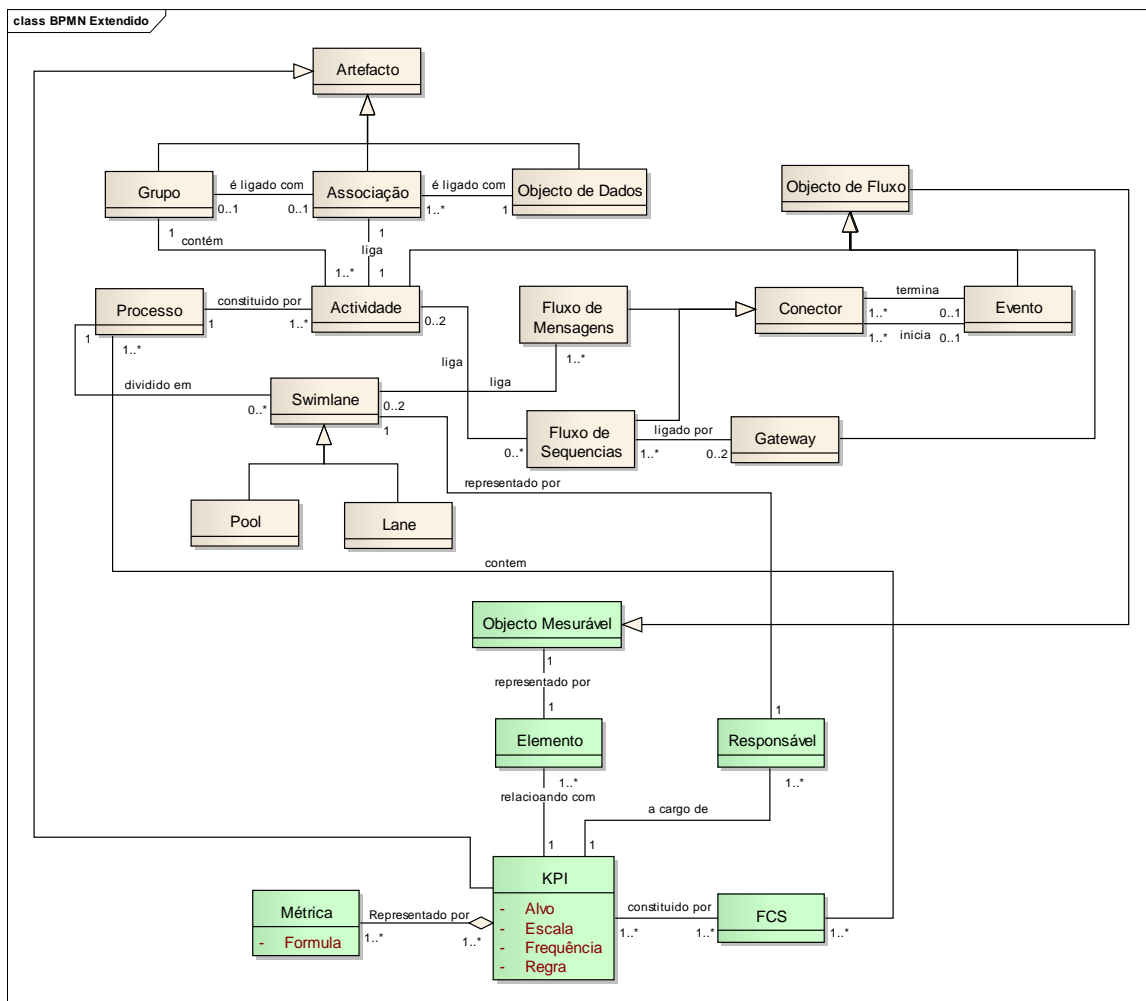 class BPMN Extendido
Artefacto
Grupo
é ligado com
0..1
0..1
Associação
é ligado com
1..*
1
Objecto de Dados
Objecto de Fluxo
1
contém
1..*
1
liga
1
Processo
constituido por
1
1..*
Actividade
0..2
Fluxo de
Mensagens
1..*
Conector
termina
1..*
0..1
inicia
1..*
0..1
Evento
1
1..*
dividido em
0..*
Swimlane
0..2
1
liga
liga
0..*
Fluxo de
Sequencias
ligado por
1..*
0..2
Gateway
representado por
Pool
Lane
contem
Objecto Mesurável
1
representado por
1
Elemento
1..*
relacioando com
1
1
Responsável
1..*
a cargo de
1
KPI
- Alvo
- Escala
- Frequência
- Regra
Métrica
- Formula
Representado por
1..*
1..*
constituido por
1..*
1..*
FCS
1..*